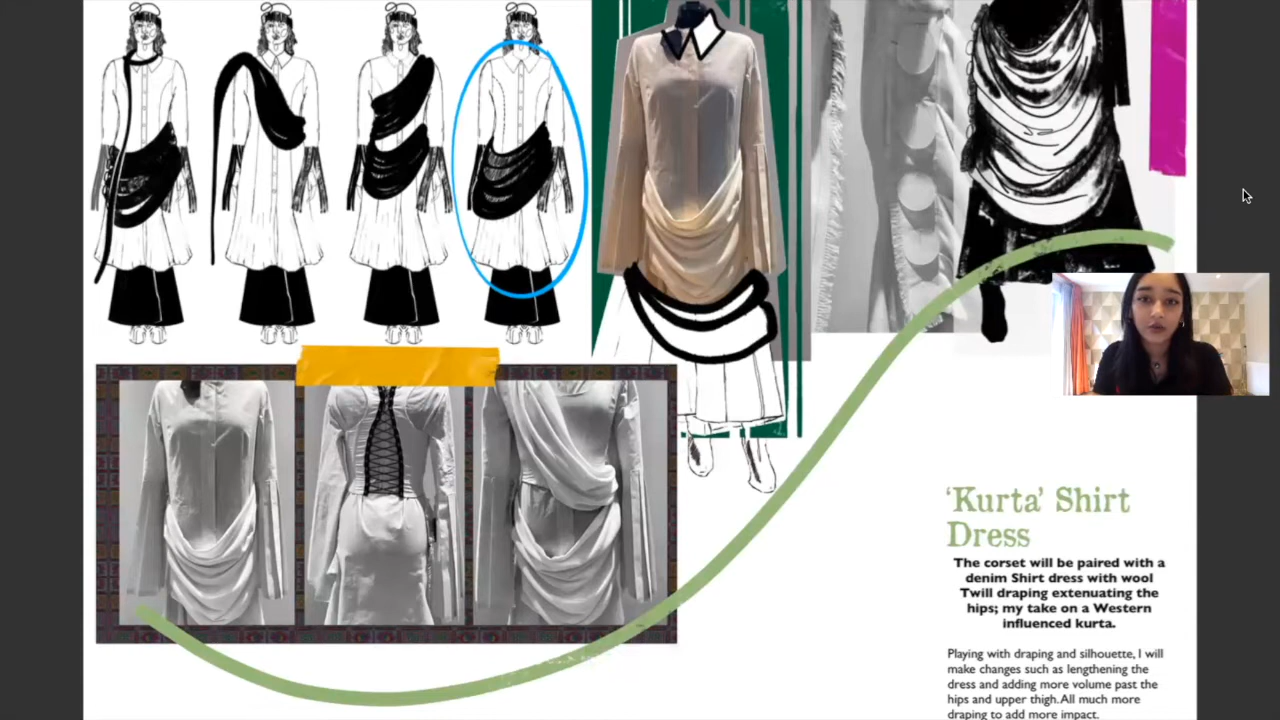 ‘Kurta’ Shirt
Dress
The corset will be paired with a
denim Shirt dress with wool
Twill draping extenuating the
hips; my take on a Western
influenced kurta.
Playing with draping and silhouette, I will
make changes such as lengthening the
dress and adding more volume past the
hips and upper thigh. All much more
draping to add more impact.